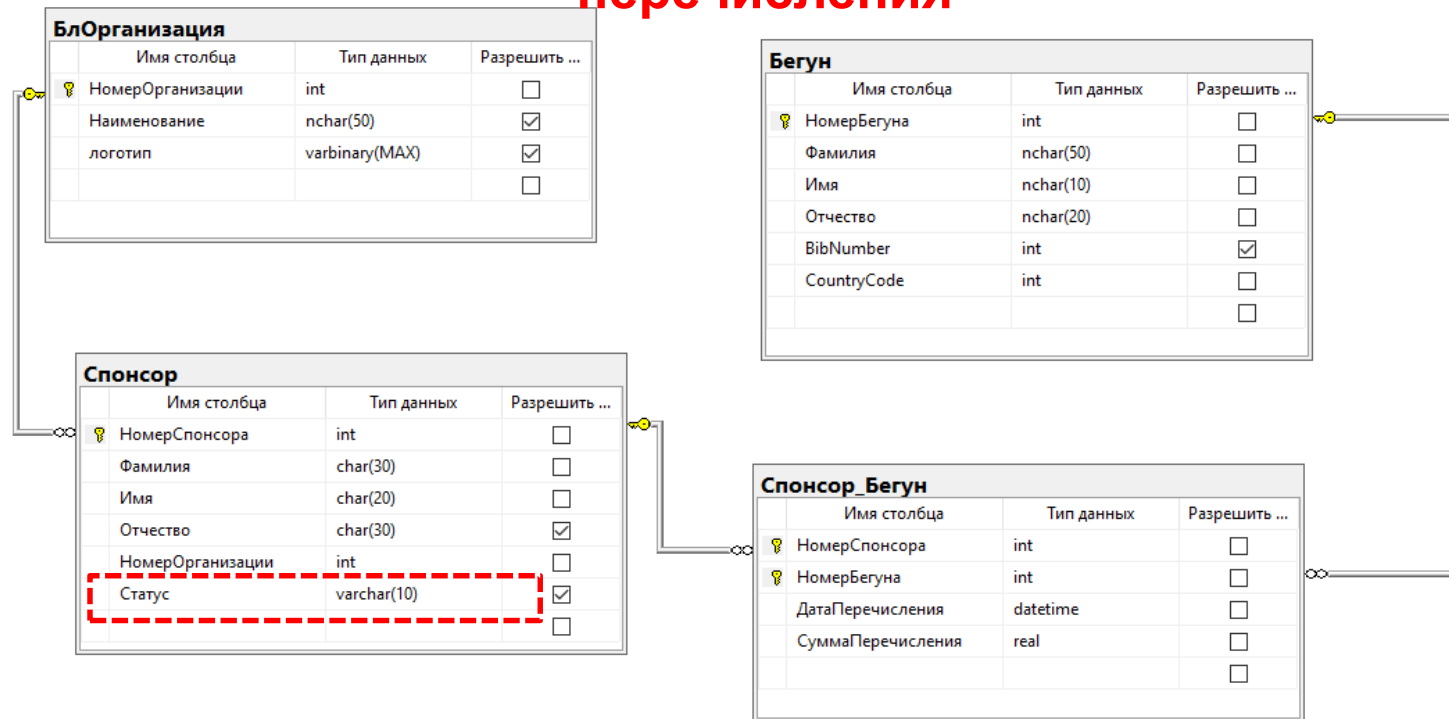 перечисления
БлОрганизация
Имя столбца Тип данных Разрешить ...
НомерОрганизации int
Наименование nchar(50)
логотип varbinary(MAX)
Бегун
Имя столбца Тип данных Разрешить ...
НомерБегуна int
Фамилия nchar(50)
Имя nchar(10)
Отчество nchar(20)
BibNumber int
CountryCode int
Спонсор
Имя столбца Тип данных Разрешить ...
НомерСпонсора int
Фамилия char(30)
Имя char(20)
Отчество char(30)
НомерОрганизации int
Статус varchar(10)
Спонсор_Бегун
Имя столбца Тип данных Разрешить ...
НомерСпонсора int
НомерБегуна int
ДатаПеречисления datetime
СуммаПеречисления real